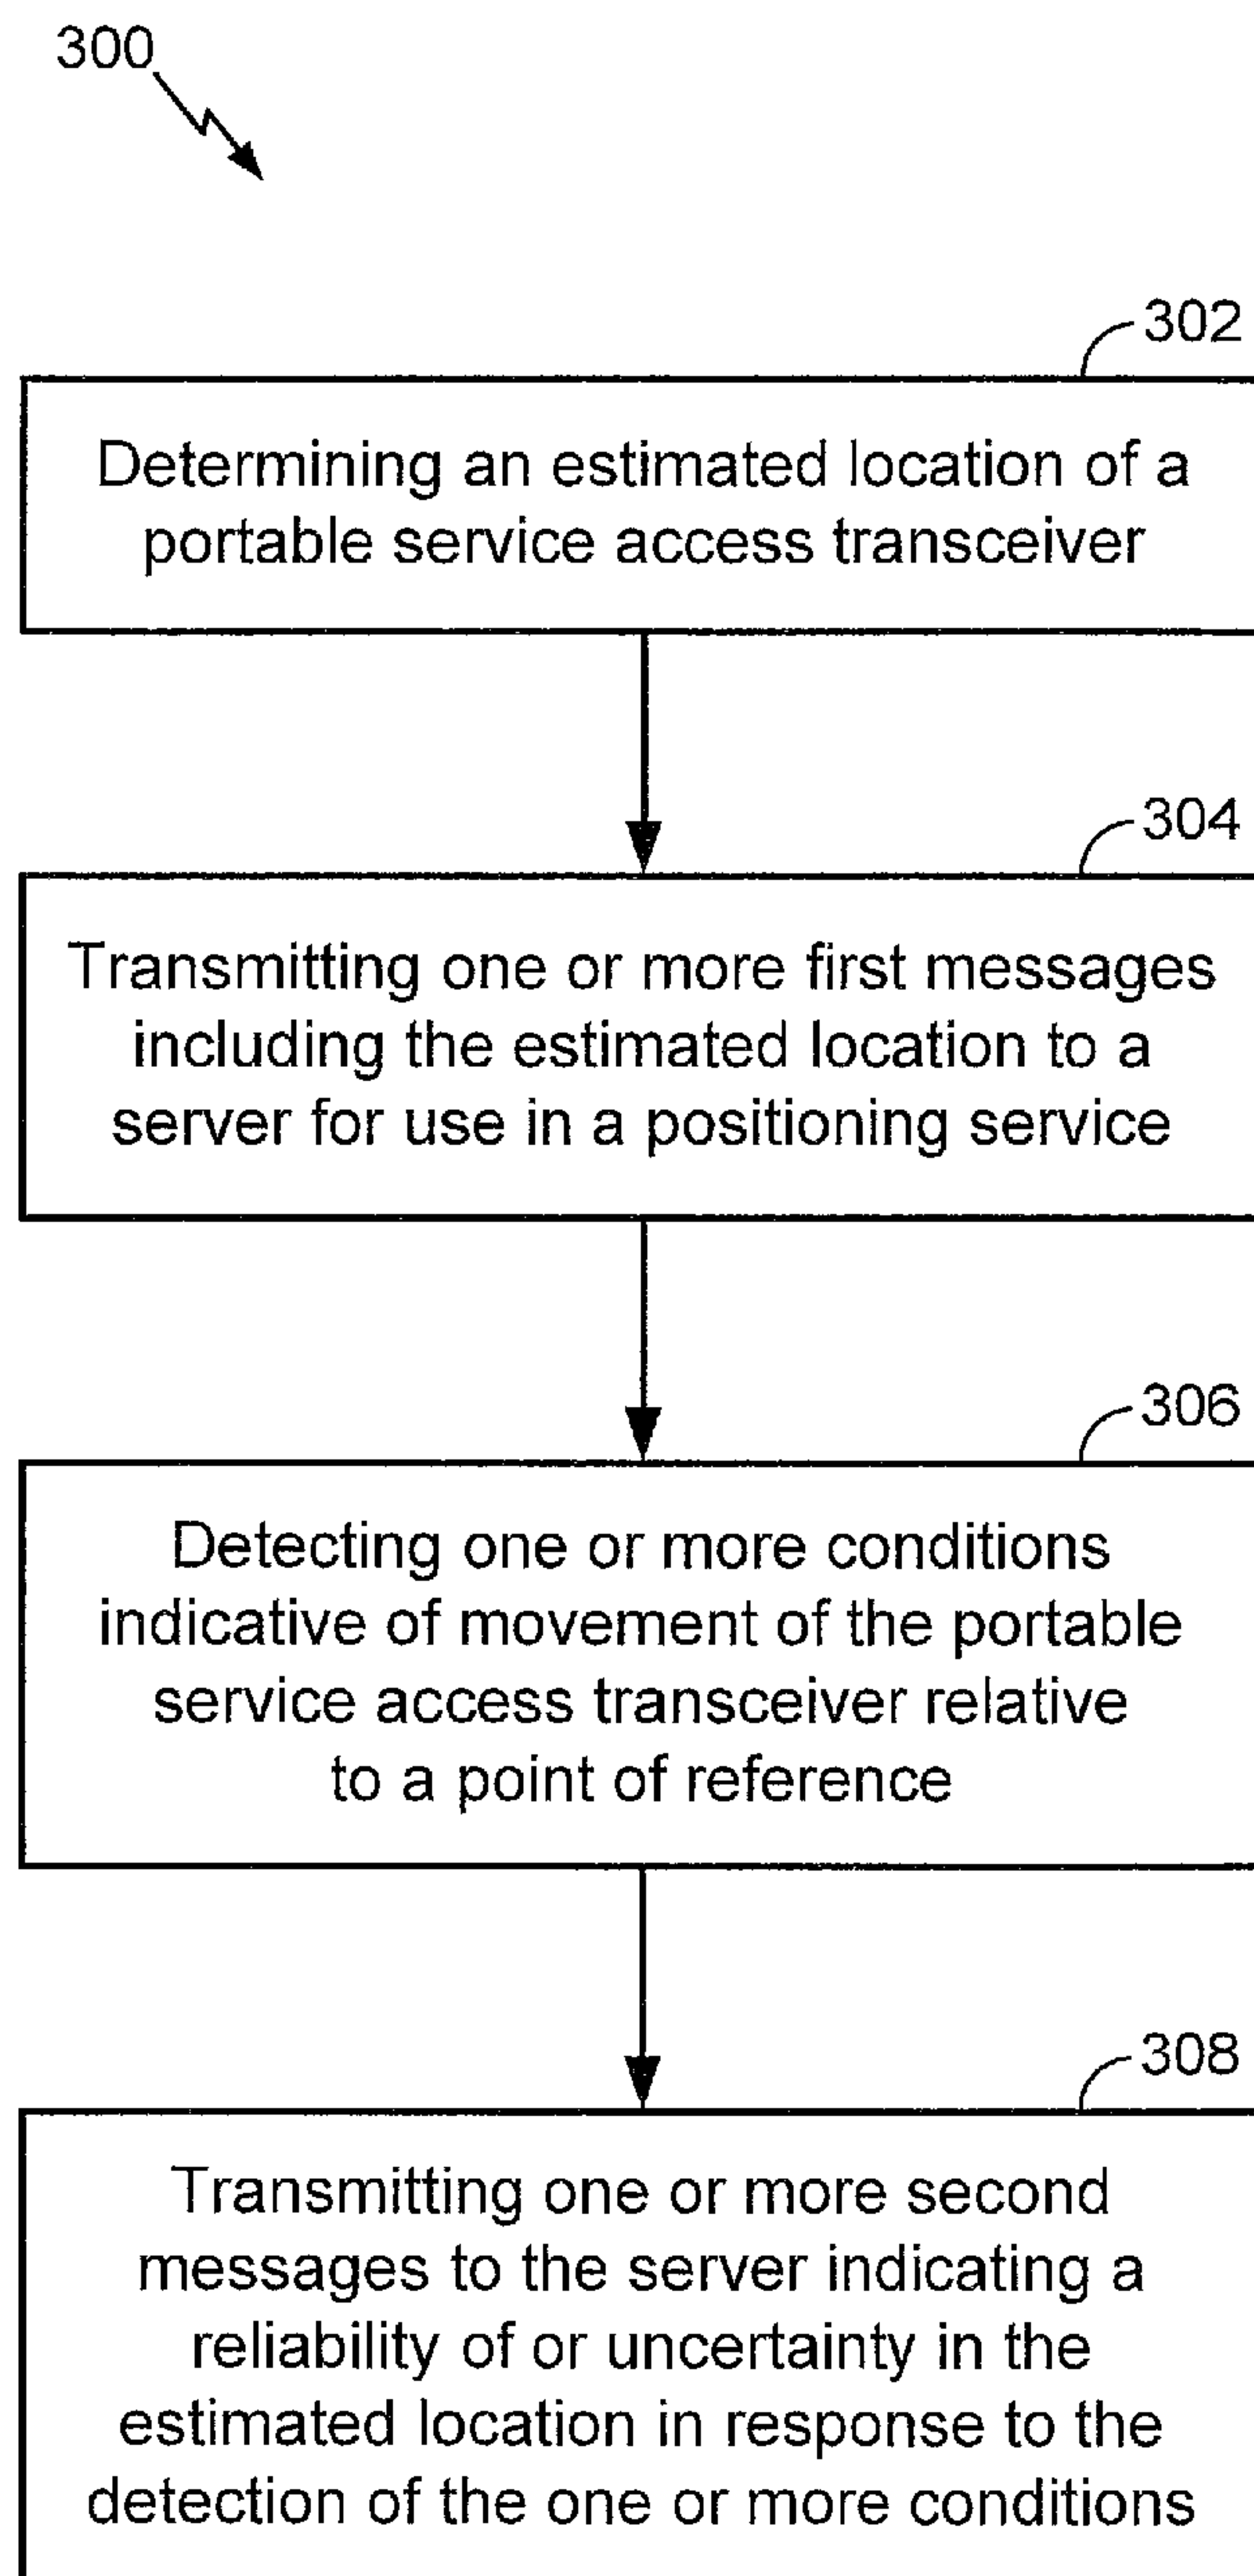 300
302
Determining an estimated location of a
portable service access transceiver
304
Transmitting one or more first messages
including the estimated location to a
server for use in a positioning service
306
Detecting one or more conditions
indicative of movement of the portable
service access transceiver relative
to a point of reference
308
Transmitting one or more second
messages to the server indicating a
reliability of or uncertainty in the
estimated location in response to the
detection of the one or more conditions